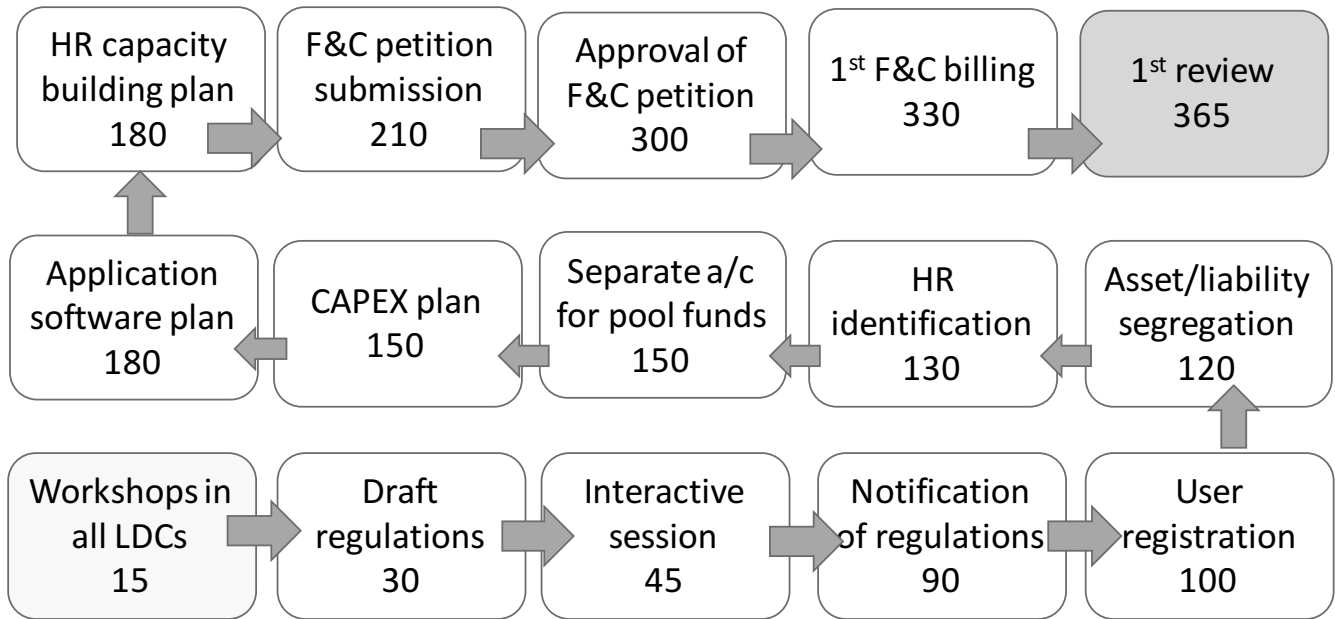 HR capacity
building plan
180
F&C petition
submission
210
Approval of
F&C petition
300
1st F&C billing
330
1st review
365
Application
software plan
180
CAPEX plan
150
Separate a/c
for pool funds
150
HR
identification
130
Asset/liability
segregation
120
Workshops in
all LDCs
15
Draft
regulations
30
Interactive
session
45
Notification
of regulations
90
User
registration
100